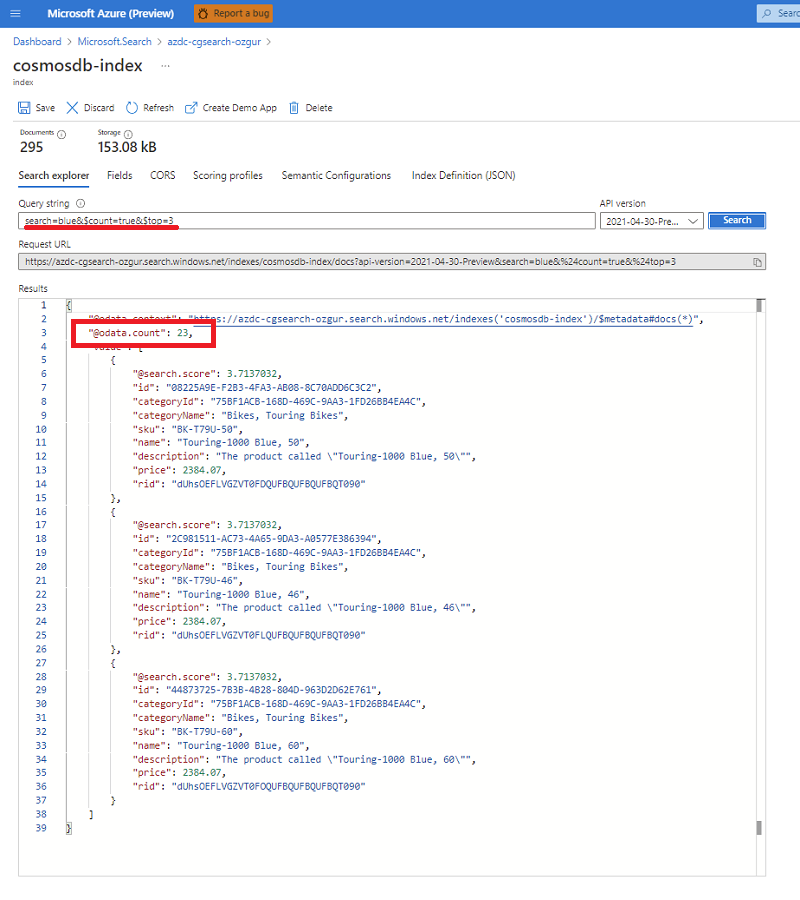 Microsoft Azure (Preview) Report a bug Searc
Dashboard > Microsoft.Search > azdc-cgsearch-ozgur >
cosmosdb-index ...
index
Save Discard Refresh Create Demo App Delete
Documents Storage
295 153.08 kB
Search explorer Fields CORS Scoring profiles Semantic Configurations Index Definition (JSON)
Query string API version
search=blue&$count=true&$top=3 2021-04-30-Pre... Search
Request URL
https://azdc-cgsearch-ozgur.search.windows.net/indexes/cosmosdb-index/docs?api-version=2021-04-30-Preview&search=blue&%24count=true&%24top=3
Results
1 {
2 "@odata.context": "https://azdc-cgsearch-ozgur.search.windows.net/indexes('cosmosdb-index')/$metadata#docs(*)",
3 "@odata.count": 23,
4 "value": [
5 {
6 "@search.score": 3.7137032,
7 "id": "08225A9E-F2B3-4FA3-AB08-8C70ADD6C3C2",
8 "categoryId": "75BF1ACB-168D-469C-9AA3-1FD26BB4EA4C",
9 "categoryName": "Bikes, Touring Bikes",
10 "sku": "BK-T79U-50",
11 "name": "Touring-1000 Blue, 50",
12 "description": "The product called \"Touring-1000 Blue, 50\"",
13 "price": 2384.07,
14 "rid": "dUhsOEFLVGZVT0FDQUFBQUFBQUFBQT090"
15 },
16 {
17 "@search.score": 3.7137032,
18 "id": "2C981511-AC73-4A65-9DA3-A0577E386394",
19 "categoryId": "75BF1ACB-168D-469C-9AA3-1FD26BB4EA4C",
20 "categoryName": "Bikes, Touring Bikes",
21 "sku": "BK-T79U-46",
22 "name": "Touring-1000 Blue, 46",
23 "description": "The product called \"Touring-1000 Blue, 46\"",
24 "price": 2384.07,
25 "rid": "dUhsOEFLVGZVT0FLQUFBQUFBQUFBQT090"
26 },
27 {
28 "@search.score": 3.7137032,
29 "id": "44873725-7B3B-4B28-804D-963D2D62E761",
30 "categoryId": "75BF1ACB-168D-469C-9AA3-1FD26BB4EA4C",
31 "categoryName": "Bikes, Touring Bikes",
32 "sku": "BK-T79U-60",
33 "name": "Touring-1000 Blue, 60",
34 "description": "The product called \"Touring-1000 Blue, 60\"",
35 "price": 2384.07,
36 "rid": "dUhsOEFLVGZVT0FOQUFBQUFBQUFBQT090"
37 }
38 ]
39 }